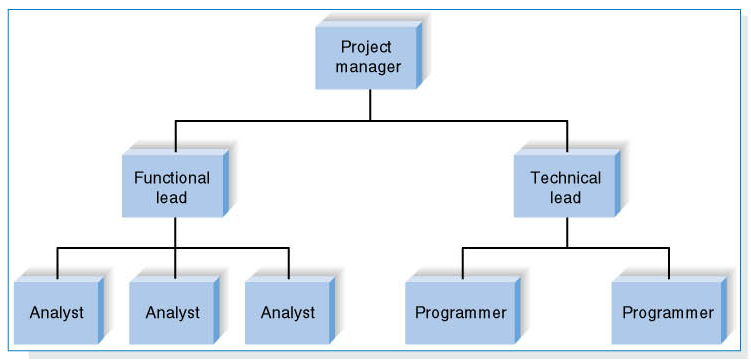 Project
manager
Functional
lead
Technical
lead
Analyst
Analyst
Analyst
Programmer
Programmer